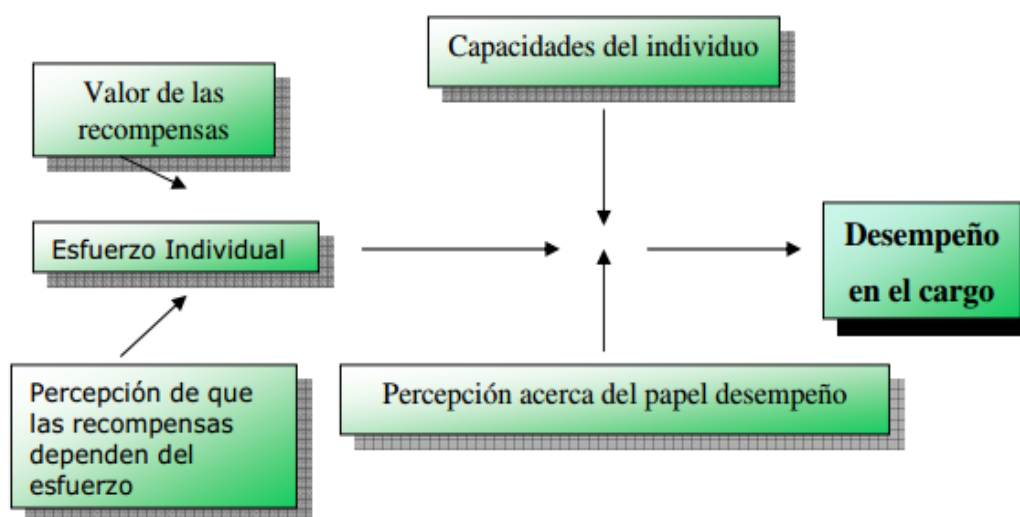 Capacidades del individuo
Valor de las
recompensas
Esfuerzo Individual
Desempeño
en el cargo
Percepción de que
las recompensas
dependen del
esfuerzo
Percepción acerca del papel desempeño